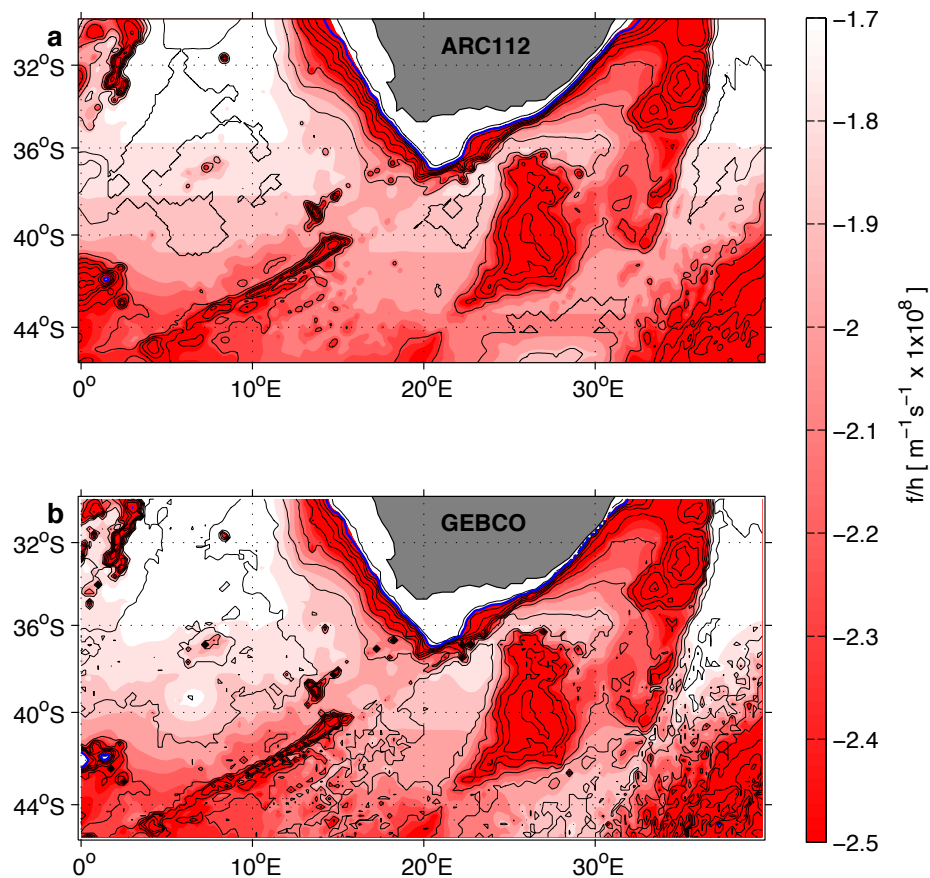 a
ARC112
32°S
36°S
40°S
44°S
0° 10°E 20°E 30°E
b
GEBCO
32°S
36°S
40°S
44°S
0° 10°E 20°E 30°E
−1.7
−1.8
−1.9
−2
−2.1
−2.2
−2.3
−2.4
−2.5
f/h [ m⁻¹s⁻¹ x 1x10⁸ ]